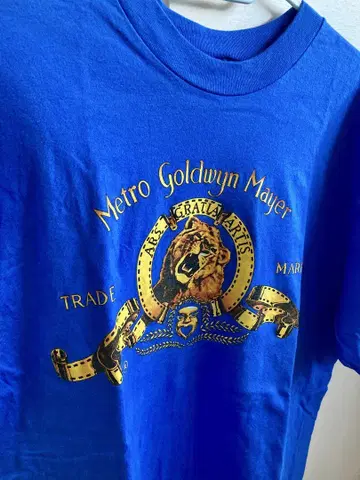 Metro Goldwyn Mayer
ARS GRATIA ARTIS
TRADE MARK